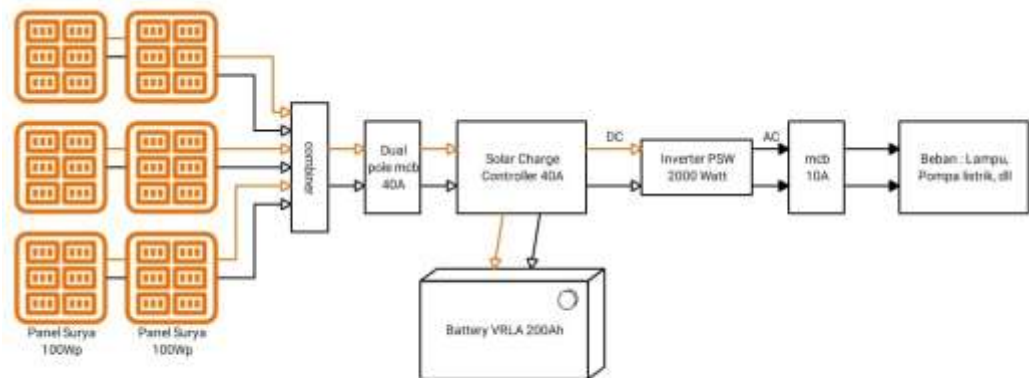 combiner
Dual
pole mcb
40A
Solar Charge
Controller 40A
DC
Inverter PSW
2000 Watt
AC
mcb
10A
Beban : Lampu,
Pompa listrik, dll
Battery VRLA 200Ah
Panel Surya
100Wp
Panel Surya
100Wp